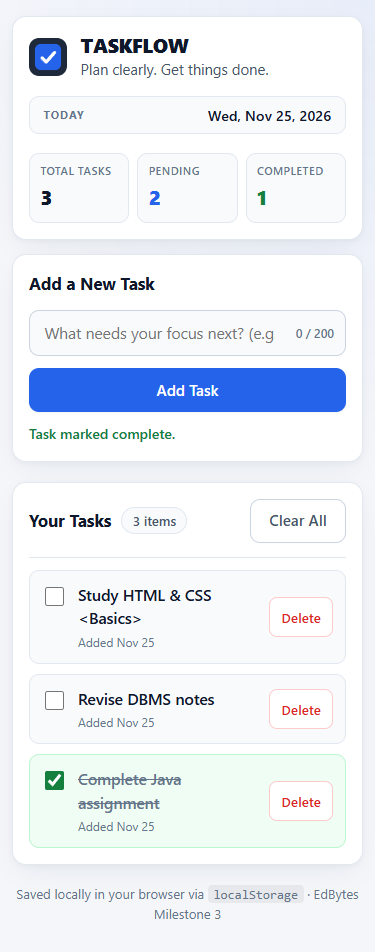 TASKFLOW
Plan clearly. Get things done.
TODAY Wed, Nov 25, 2026
TOTAL TASKS PENDING COMPLETED
3 2 1
Add a New Task
What needs your focus next? (e.g 0 / 200
Add Task
Task marked complete.
Your Tasks 3 items Clear All
Study HTML & CSS
<Basics>
Added Nov 25
Delete
Revise DBMS notes
Added Nov 25
Delete
Complete Java
assignment
Added Nov 25
Delete
Saved locally in your browser via localStorage · EdBytes
Milestone 3